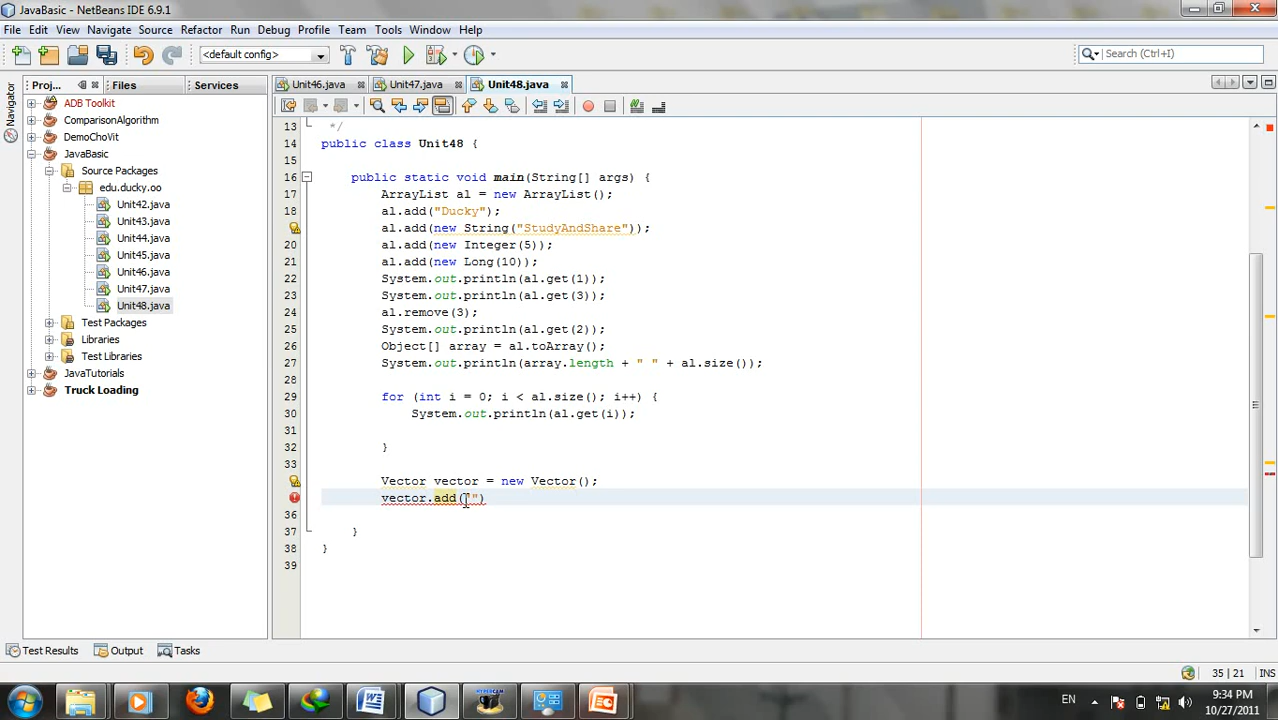 JavaBasic - NetBeans IDE 6.9.1
File Edit View Navigate Source Refactor Run Debug Profile Team Tools Window Help
<default config>
Search (Ctrl+I)
Proj... Files Services
Unit46.java Unit47.java Unit48.java
Navigator
ADB Toolkit
ComparisonAlgorithm
DemoChoVit
JavaBasic
Source Packages
edu.ducky.oo
Unit42.java
Unit43.java
Unit44.java
Unit45.java
Unit46.java
Unit47.java
Unit48.java
Test Packages
Libraries
Test Libraries
JavaTutorials
Truck Loading
13 */
14 public class Unit48 {
15
16 public static void main(String[] args) {
17 ArrayList al = new ArrayList();
18 al.add("Ducky");
al.add(new String("StudyAndShare"));
20 al.add(new Integer(5));
21 al.add(new Long(10));
22 System.out.println(al.get(1));
23 System.out.println(al.get(3));
24 al.remove(3);
25 System.out.println(al.get(2));
26 Object[] array = al.toArray();
27 System.out.println(array.length + " " + al.size());
28
29 for (int i = 0; i < al.size(); i++) {
30 System.out.println(al.get(i));
31
32 }
33
Vector vector = new Vector();
vector.add("")
36
37 }
38 }
39
Test Results Output Tasks
35 | 21 INS
HYPERCAM
EN
9:34 PM
10/27/2011